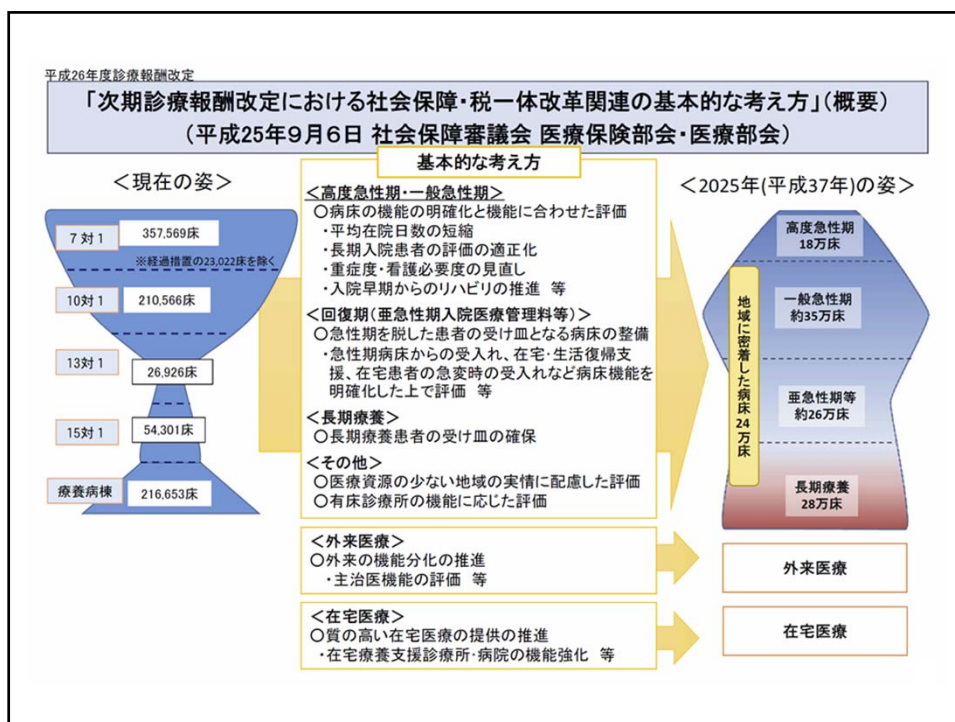 平成26年度診療報酬改定
「次期診療報酬改定における社会保障・税一体改革関連の基本的な考え方」(概要)
(平成25年9月6日 社会保障審議会 医療保険部会・医療部会)
<現在の姿>
7対1
357,569床
※経過措置の23,022床を除く
10対1
210,566床
13対1
26,926床
15対1
54,301床
療養病棟
216,653床
基本的な考え方
<高度急性期・一般急性期>
○病床の機能の明確化と機能に合わせた評価
・平均在院日数の短縮
・長期入院患者の評価の適正化
・重症度・看護必要度の見直し
・入院早期からのリハビリの推進 等
<回復期(亜急性期入院医療管理料等)>
○急性期を脱した患者の受け皿となる病床の整備
・急性期病床からの受入れ、在宅・生活復帰支
援、在宅患者の急変時の受入れなど病床機能を
明確化した上で評価 等
<長期療養>
○長期療養患者の受け皿の確保
<その他>
○医療資源の少ない地域の実情に配慮した評価
○有床診療所の機能に応じた評価
<外来医療>
○外来の機能分化の推進
・主治医機能の評価 等
<在宅医療>
○質の高い在宅医療の提供の推進
・在宅療養支援診療所・病院の機能強化 等
<2025年(平成37年)の姿>
高度急性期
18万床
一般急性期
約35万床
亜急性期等
約26万床
長期療養
28万床
地域に密着した病床24万床
外来医療
在宅医療